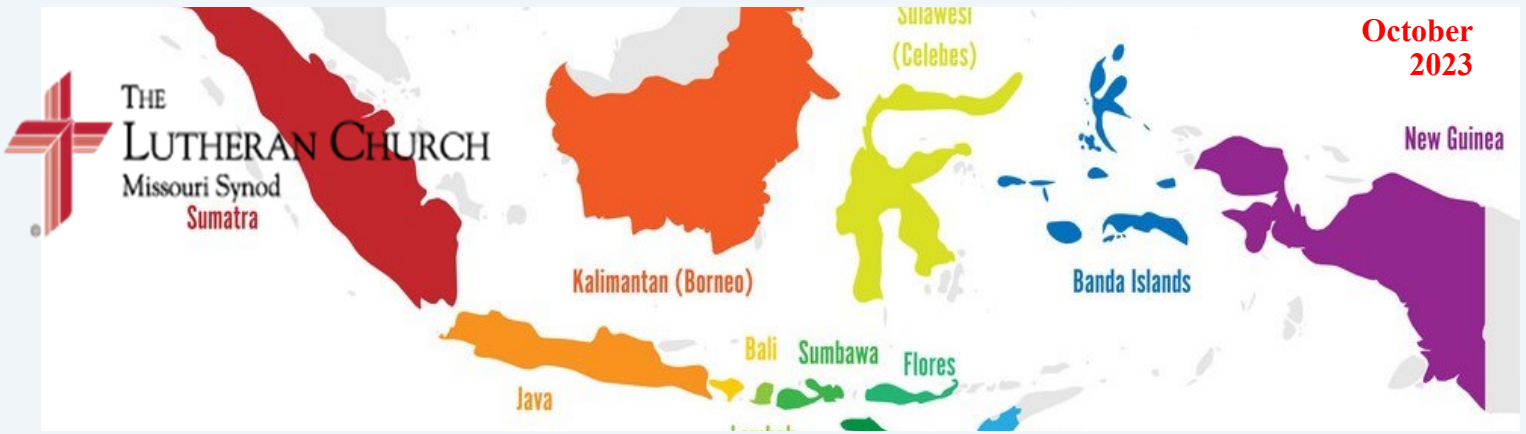 Sulawesi
(Celebes)
October
2023
THE
LUTHERAN CHURCH
Missouri Synod
Sumatra
New Guinea
Kalimantan (Borneo)
Banda Islands
Bali
Sumbawa
Flores
Java